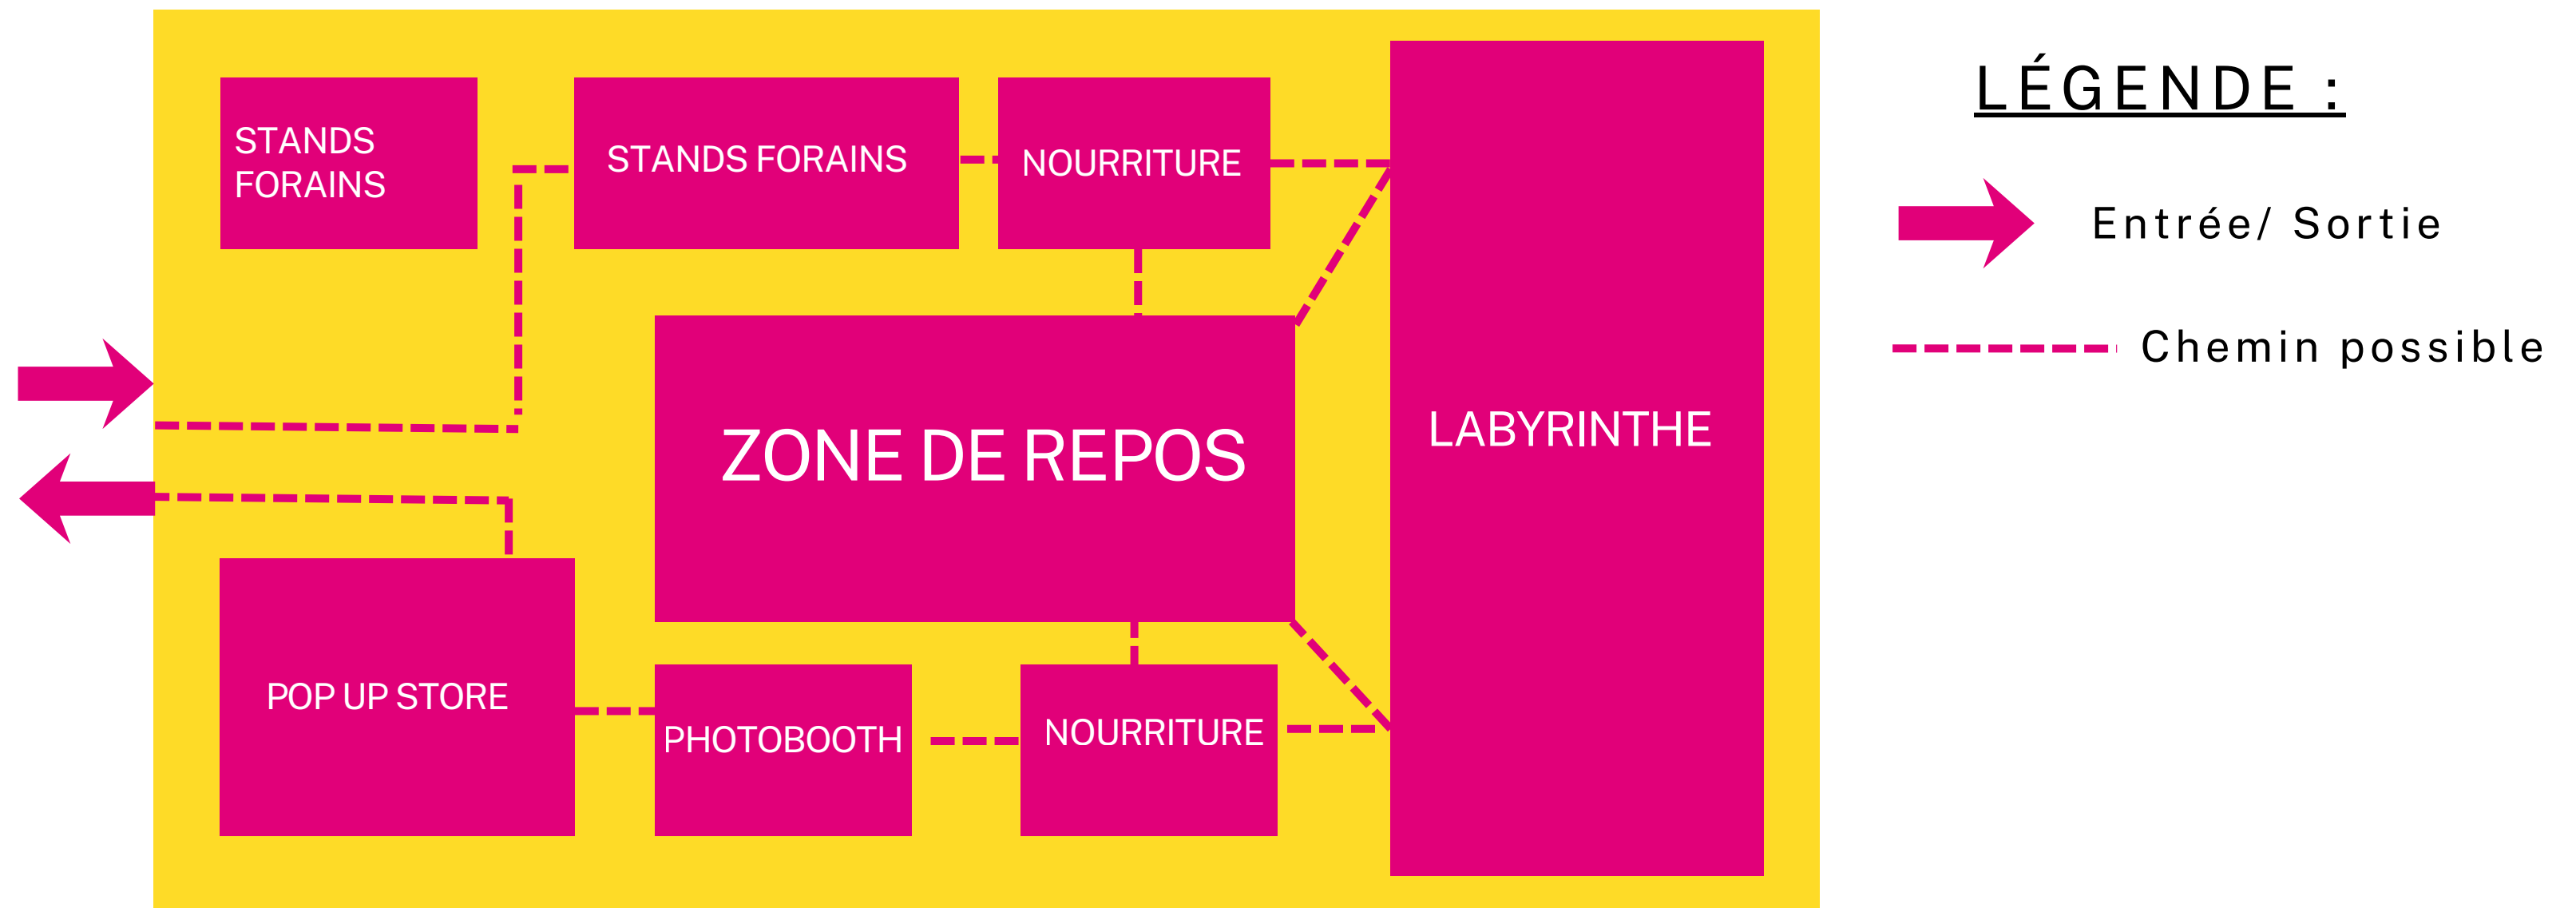 STANDS
FORAINS
STANDS FORAINS
NOURRITURE
LABYRINTHE
ZONE DE REPOS
POP UP STORE
PHOTOBOOTH
NOURRITURE
LÉGENDE :
Entrée/ Sortie
Chemin possible